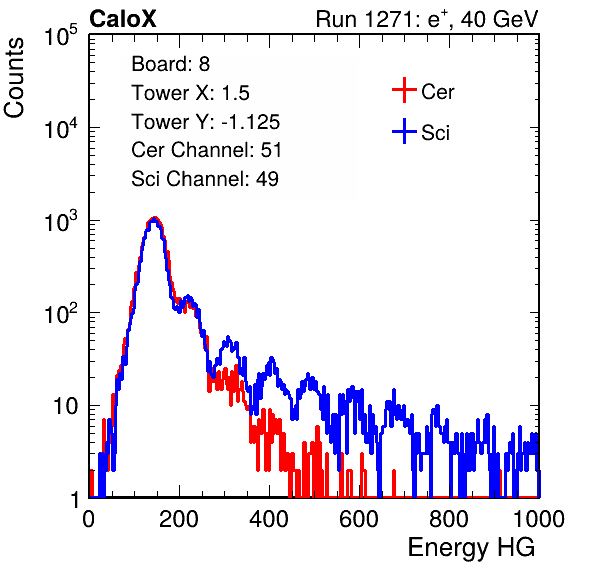 CaloX Run 1271: e⁺, 40 GeV
Counts
Board: 8
Tower X: 1.5
Tower Y: -1.125
Cer Channel: 51
Sci Channel: 49
Cer
Sci
10⁵
10⁴
10³
10²
10
1
0 200 400 600 800 1000
Energy HG